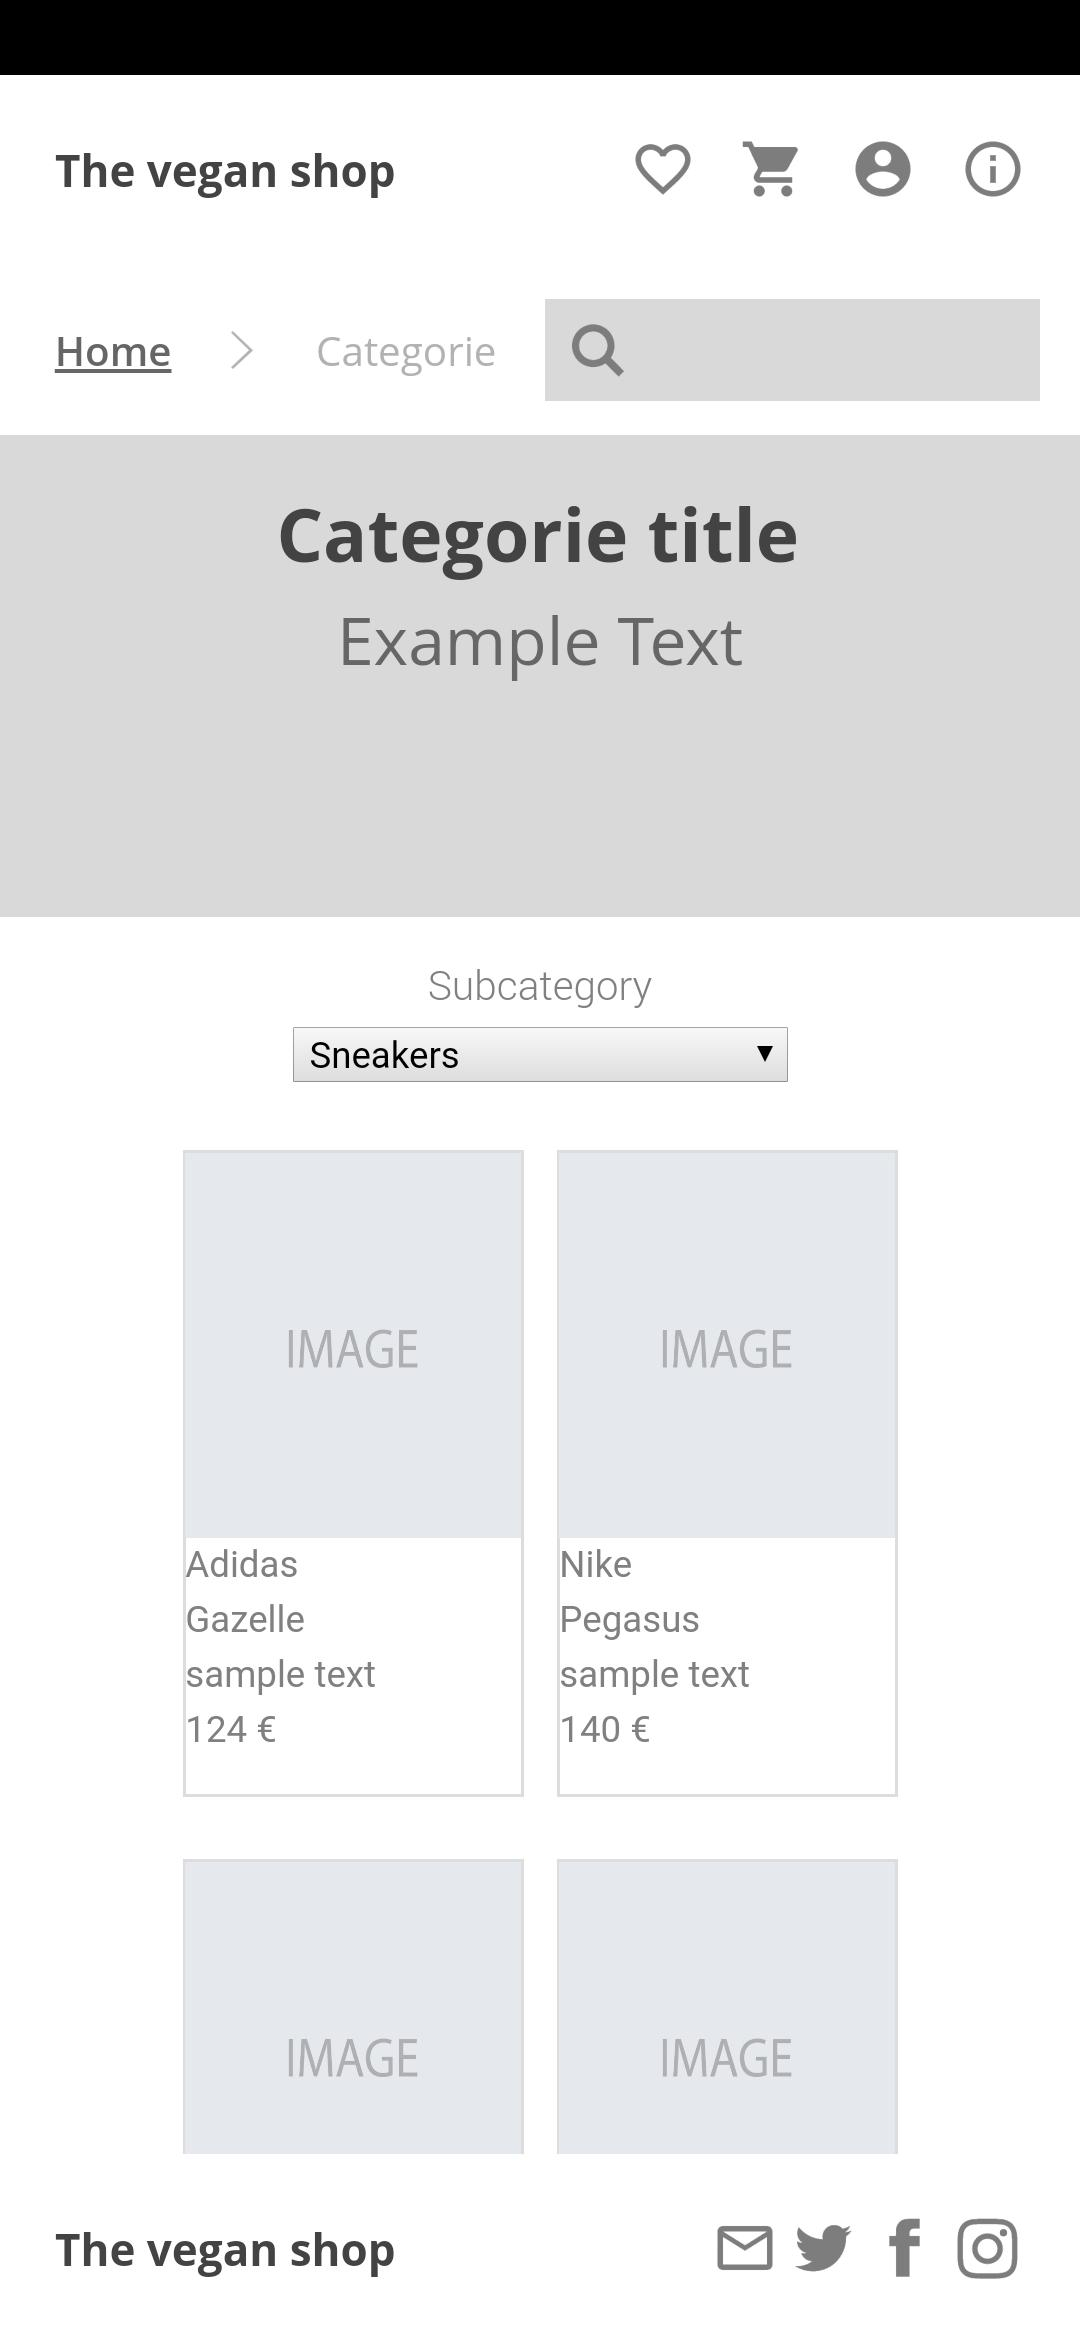 The vegan shop
Home
Categorie
Categorie title
Example Text
Subcategory
Sneakers
IMAGE
IMAGE
Adidas
Gazelle
sample text
124 €
Nike
Pegasus
sample text
140 €
IMAGE
IMAGE
The vegan shop